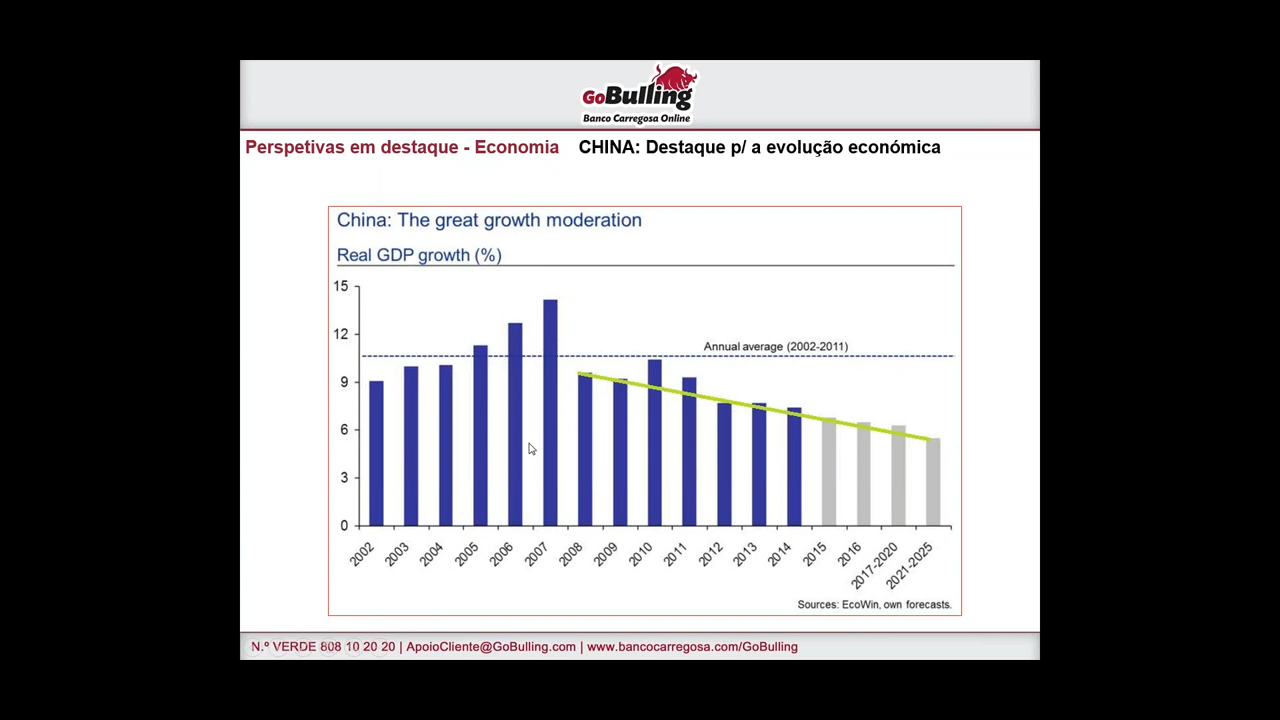 GoBulling
Banco Carregosa Online
Perspetivas em destaque - Economia CHINA: Destaque p/ a evolução económica
China: The great growth moderation
Real GDP growth (%)
15
12
Annual average (2002-2011)
9
6
3
0
2002 2003 2004 2005 2006 2007 2008 2009 2010 2011 2012 2013 2014 2015 2016 2017-2020 2021-2025
Sources: EcoWin, own forecasts.
N.º VERDE 808 10 20 20 | ApoioCliente@GoBulling.com | www.bancocarregosa.com/GoBulling